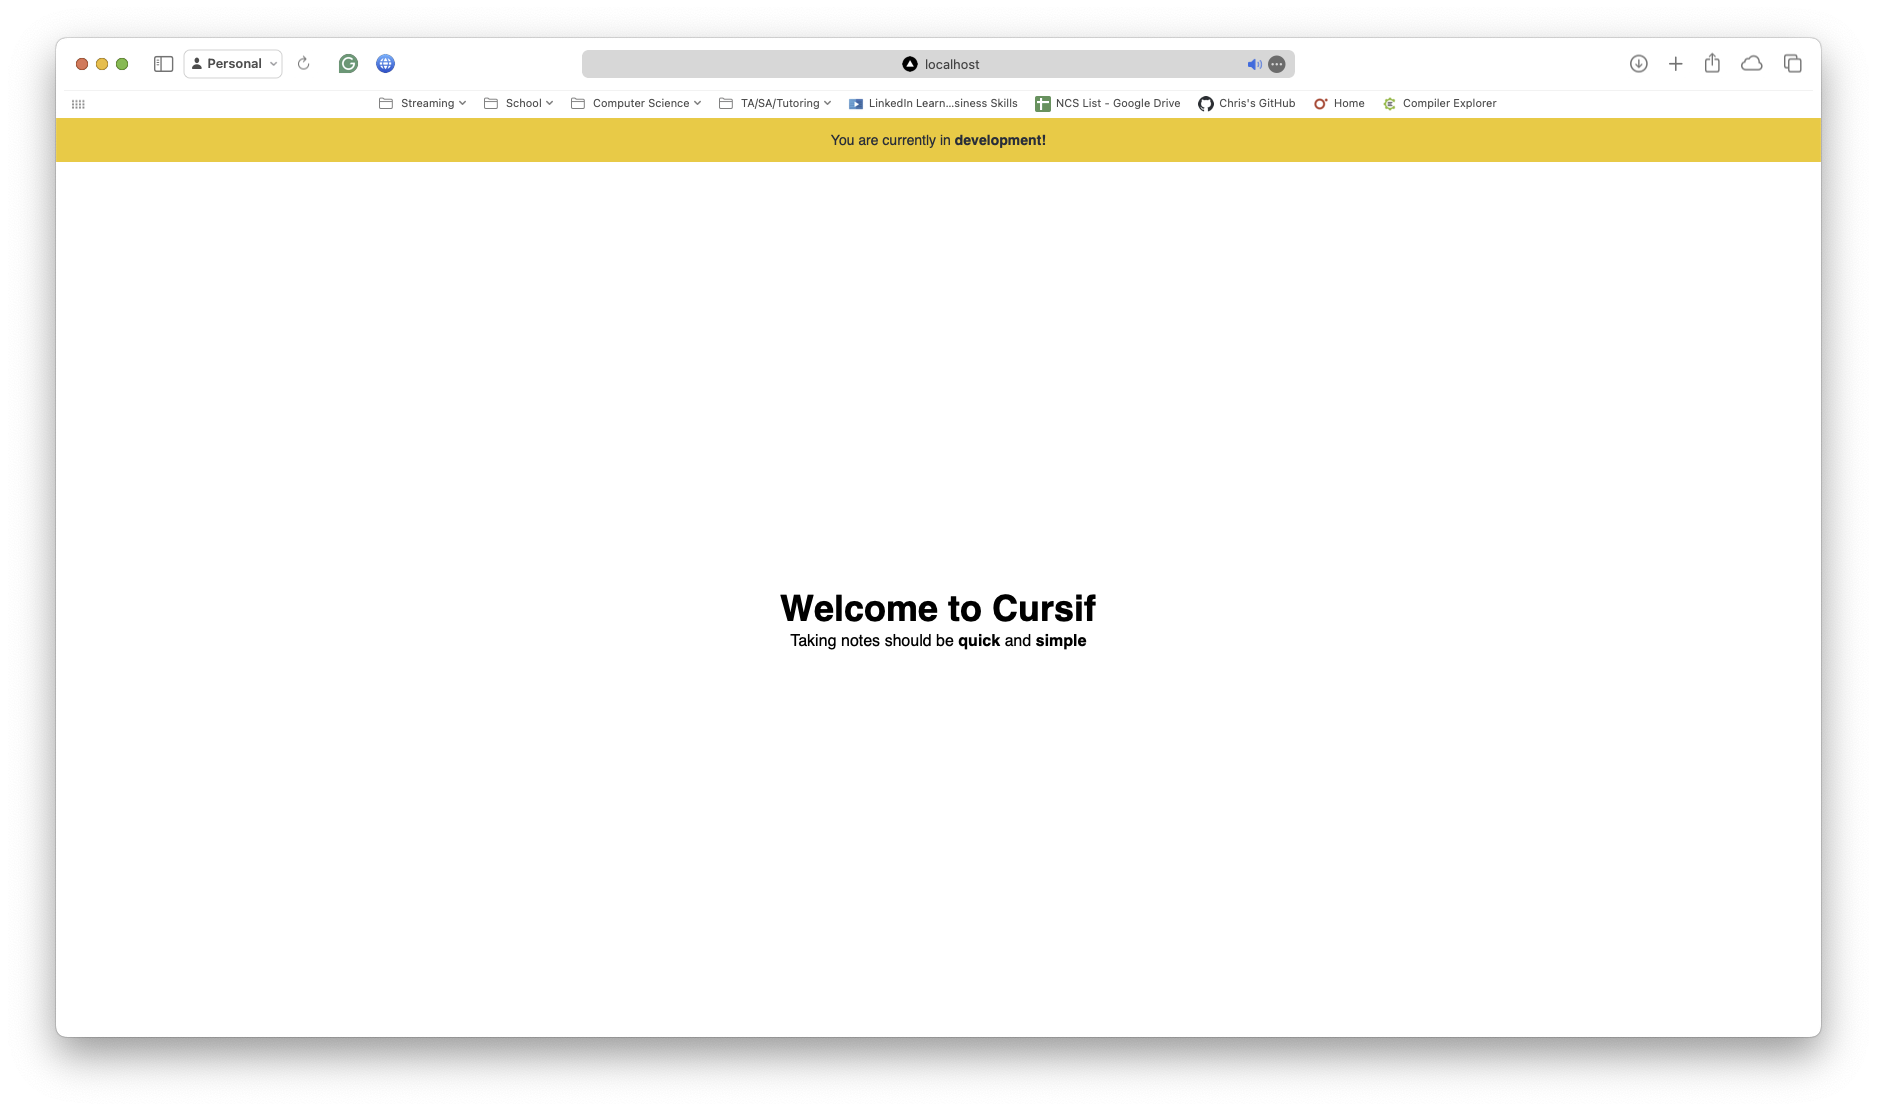 Personal
localhost
Streaming
School
Computer Science
TA/SA/Tutoring
LinkedIn Learn...siness Skills
NCS List - Google Drive
Chris's GitHub
Home
Compiler Explorer
You are currently in development!
Welcome to Cursif
Taking notes should be quick and simple